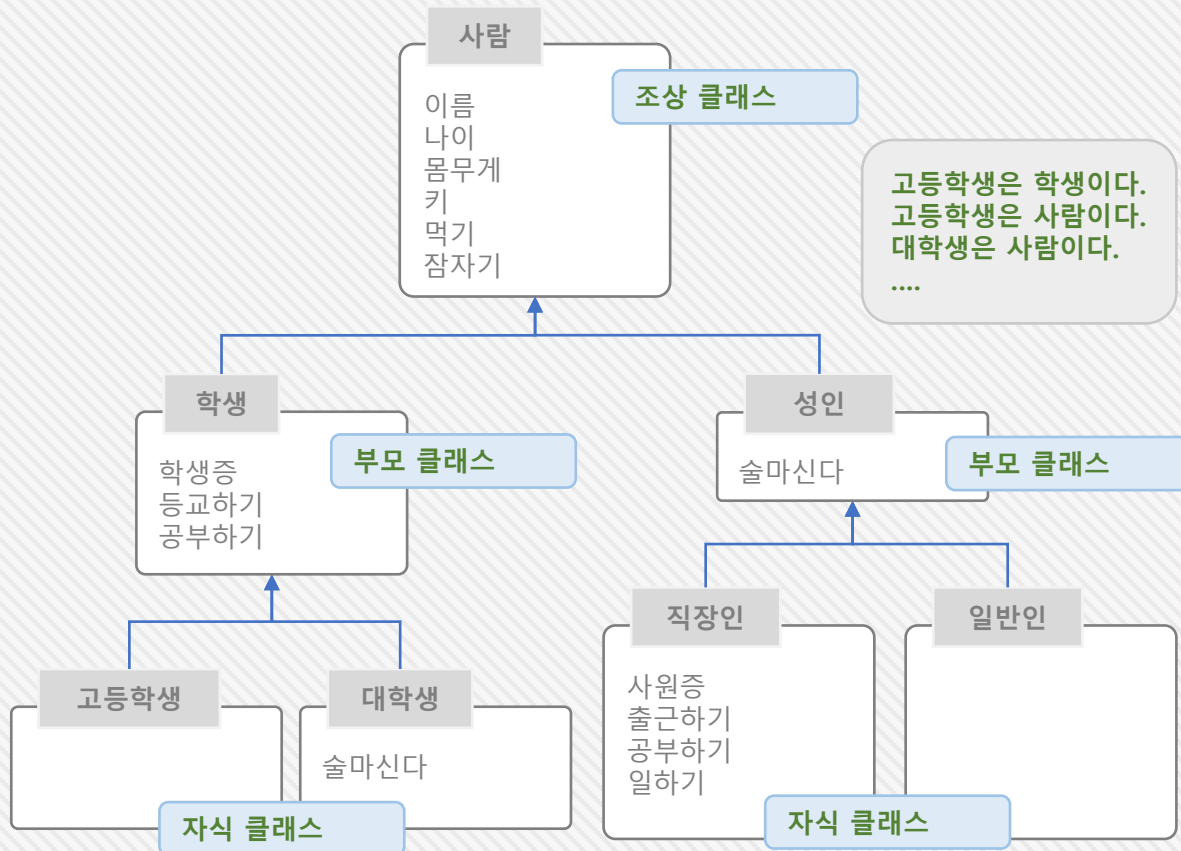 사람
조상 클래스
이름
나이
몸무게
키
먹기
잠자기
고등학생은 학생이다.
고등학생은 사람이다.
대학생은 사람이다.
....
학생
부모 클래스
학생증
등교하기
공부하기
성인
부모 클래스
술마신다
고등학생
대학생
술마신다
자식 클래스
직장인
사원증
출근하기
공부하기
일하기
일반인
자식 클래스